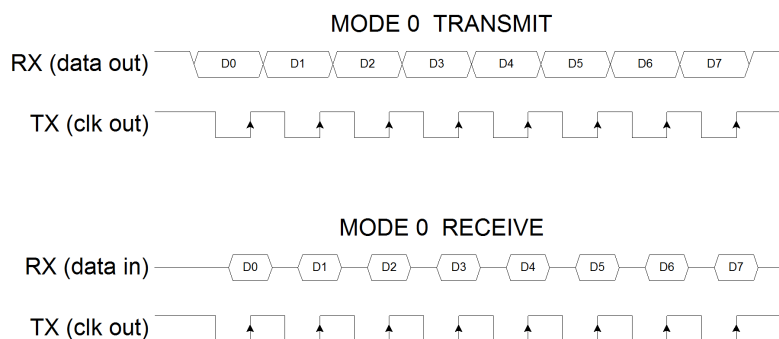 MODE 0 TRANSMIT
RX (data out) D0 D1 D2 D3 D4 D5 D6 D7
TX (clk out)
MODE 0 RECEIVE
RX (data in) D0 D1 D2 D3 D4 D5 D6 D7
TX (clk out)